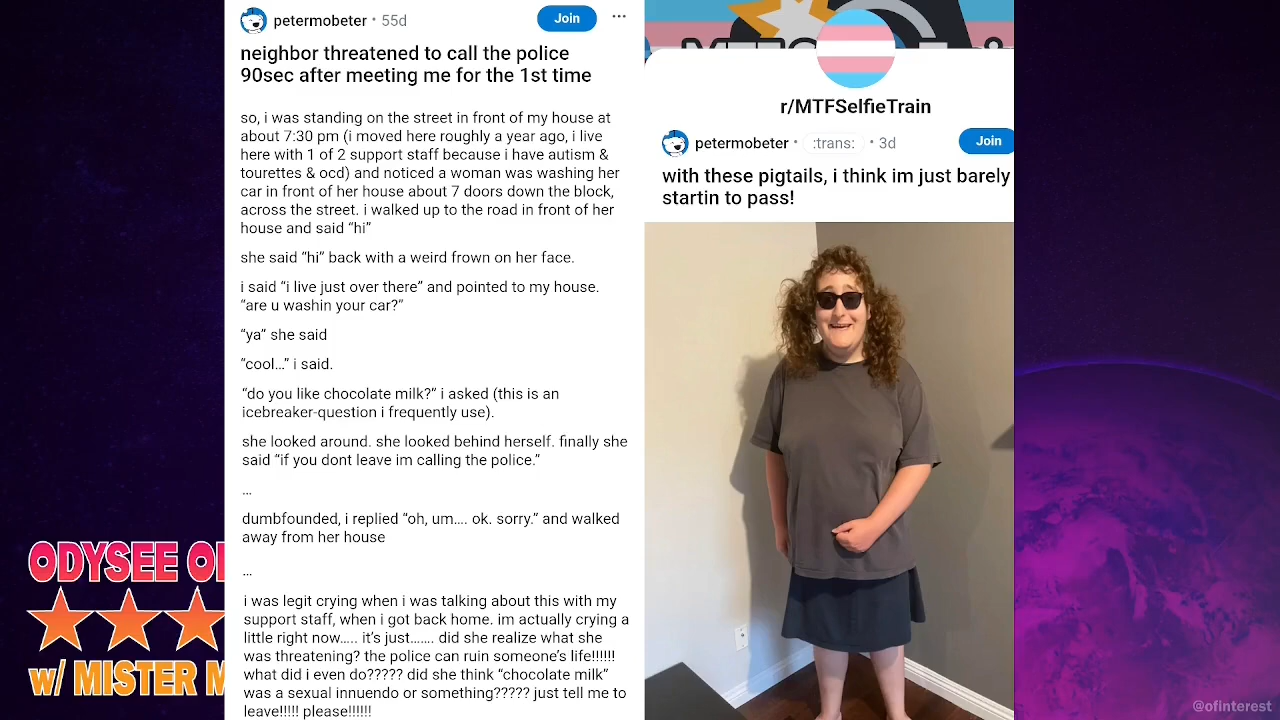 petermobeter • 55d
Join
...
neighbor threatened to call the police
90sec after meeting me for the 1st time
so, i was standing on the street in front of my house at
about 7:30 pm (i moved here roughly a year ago, i live
here with 1 of 2 support staff because i have autism &
tourettes & ocd) and noticed a woman was washing her
car in front of her house about 7 doors down the block,
across the street. i walked up to the road in front of her
house and said “hi”
she said “hi” back with a weird frown on her face.
i said “i live just over there” and pointed to my house.
“are u washin your car?”
“ya” she said
“cool…” i said.
“do you like chocolate milk?” i asked (this is an
icebreaker-question i frequently use).
she looked around. she looked behind herself. finally she
said “if you dont leave im calling the police.”
…
dumbfounded, i replied “oh, um…. ok. sorry.” and walked
away from her house
…
i was legit crying when i was talking about this with my
support staff, when i got back home. im actually crying a
little right now….. it’s just……. did she realize what she
was threatening? the police can ruin someone’s life!!!!!!
what did i even do????? did she think “chocolate milk”
was a sexual innuendo or something????? just tell me to
leave!!!!! please!!!!!!
r/MTFSelfieTrain
petermobeter • :trans: • 3d
Join
with these pigtails, i think im just barely
startin to pass!
ODYSEE
w/ MISTER
@ofinterest